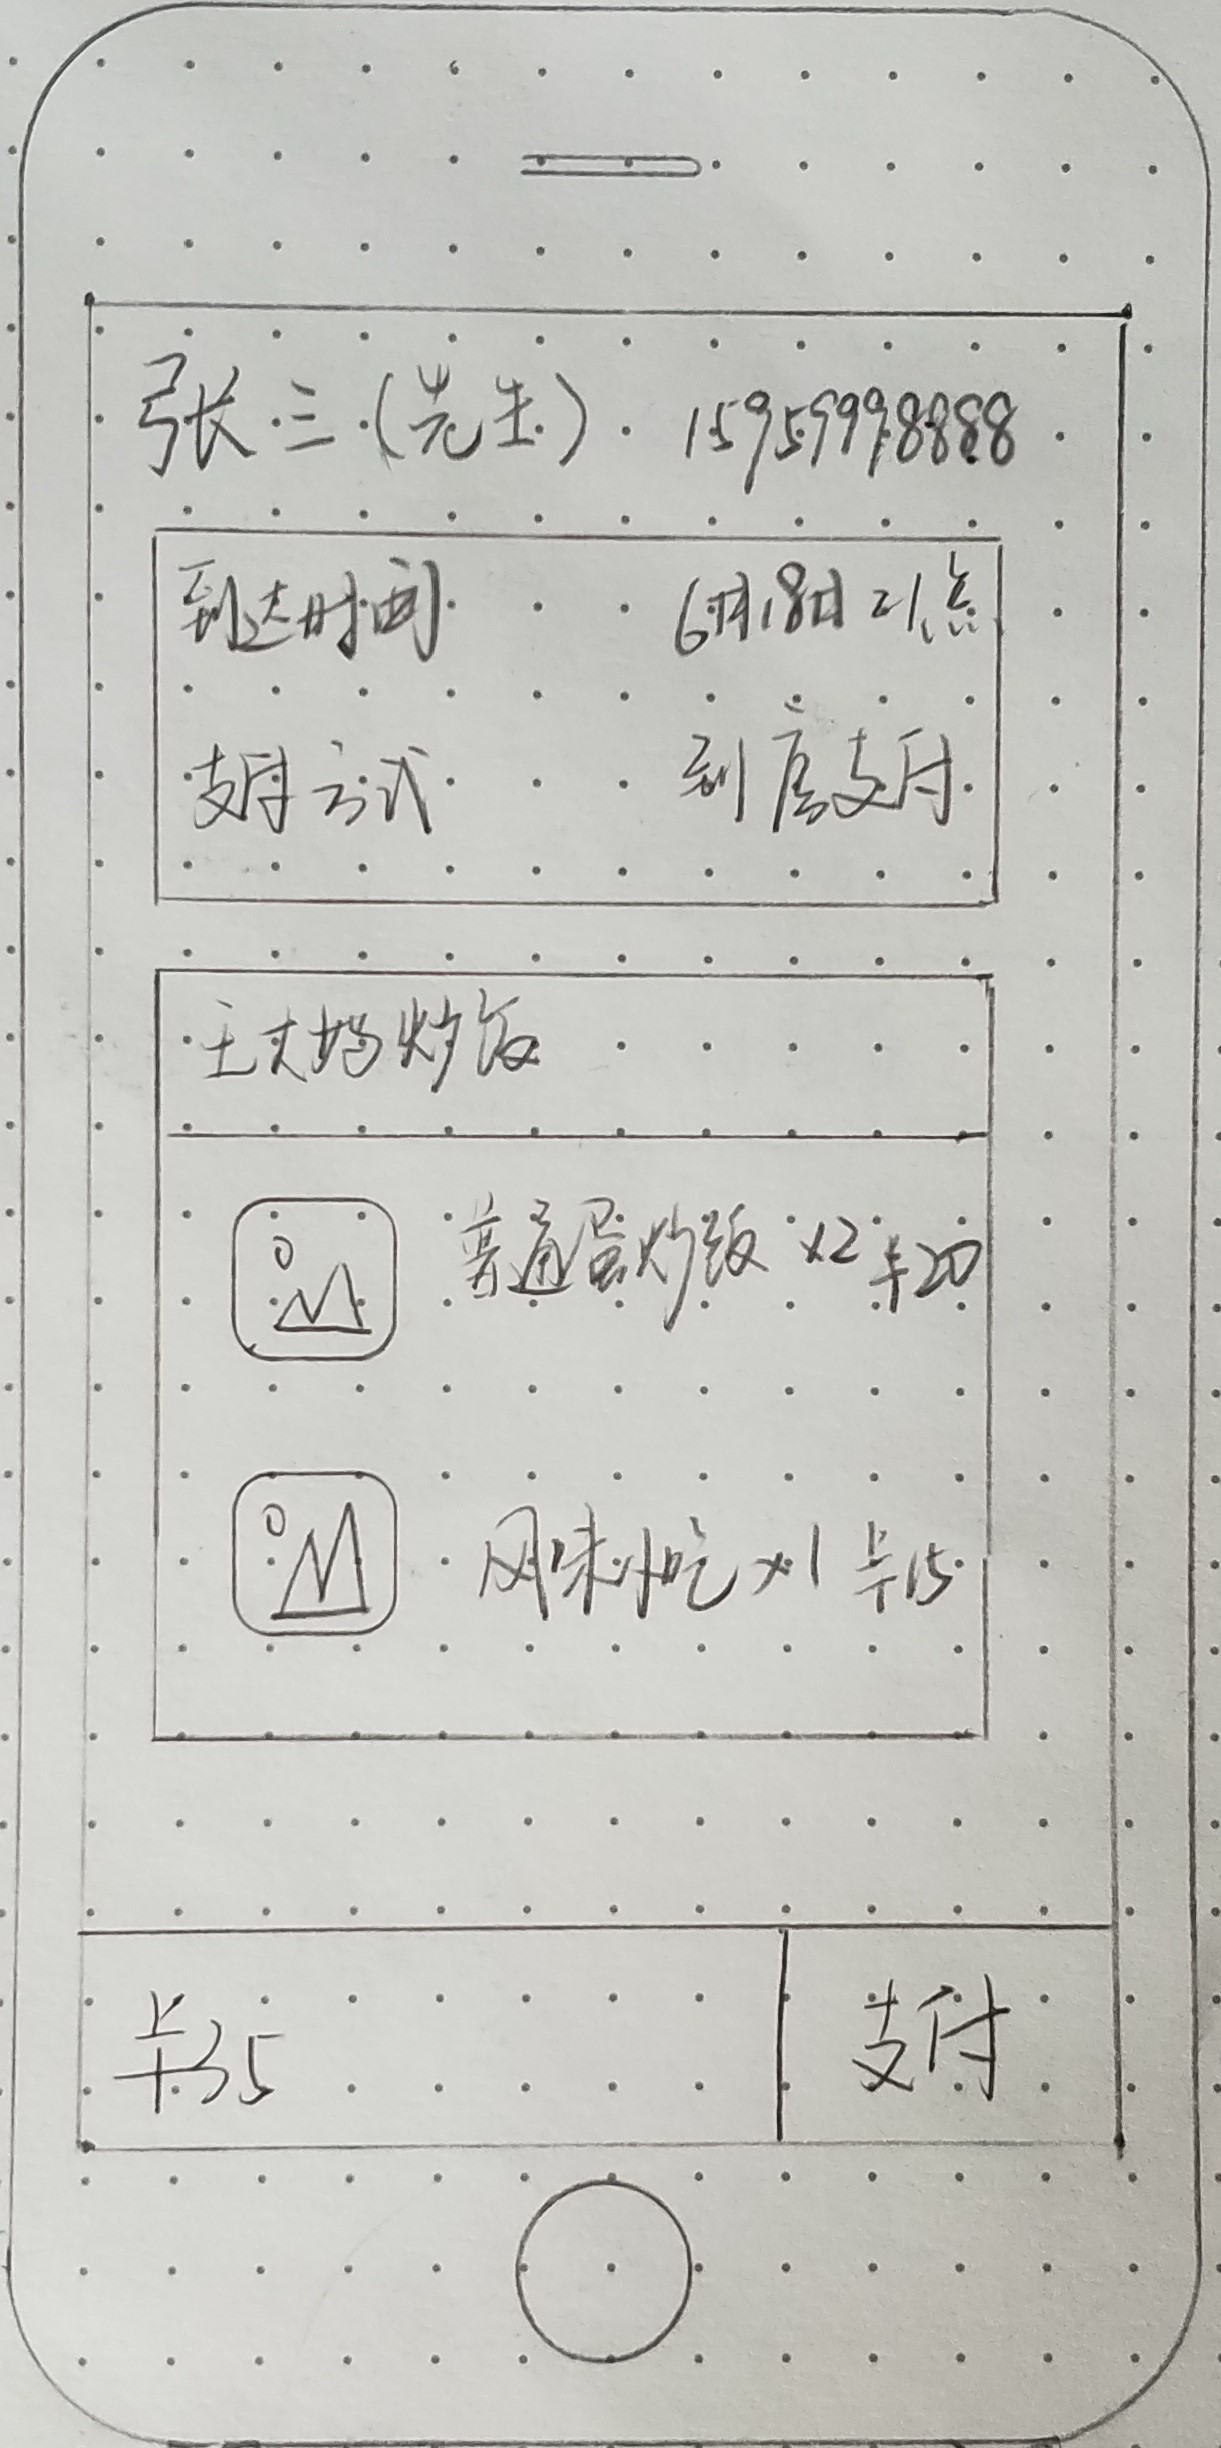 张三(先生) 15959998888
到达时间 6月18日21点
支付方式 到店支付
王大妈炒饭
普通蛋炒饭 x2 ¥20
风味小吃 x1 ¥15
¥35 支付